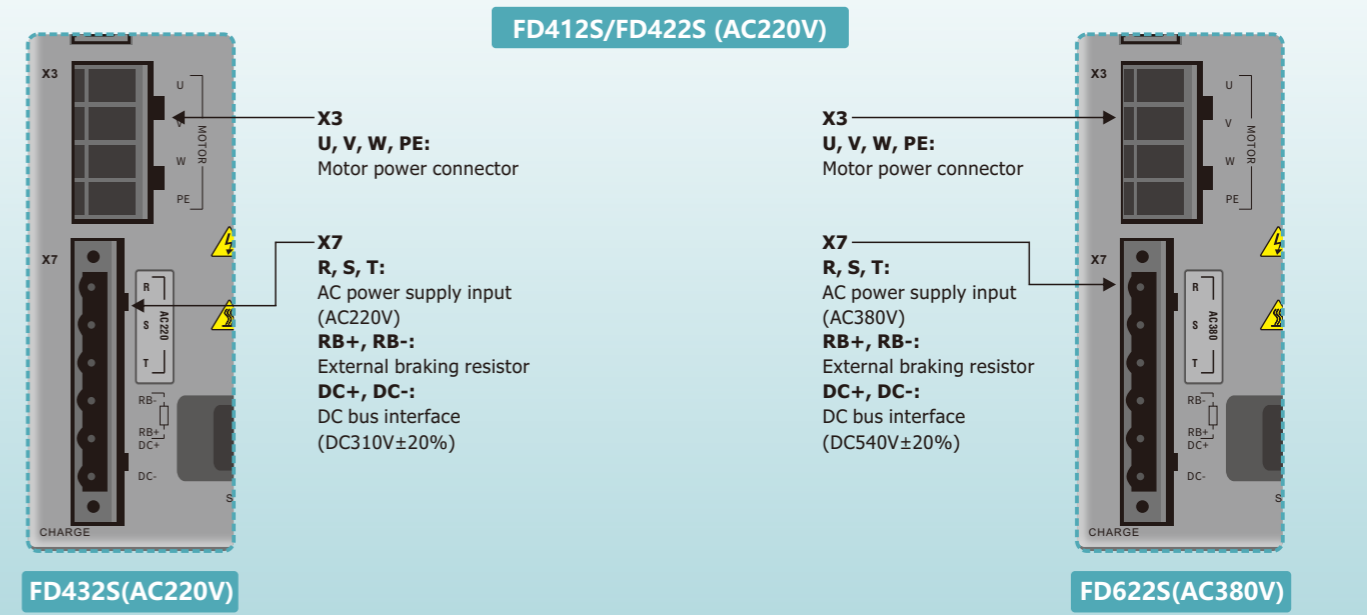 FD412S/FD422S (AC220V)
X3
U
V
W
PE
MOTOR
X7
R
S
T
AC220
RB-
RB+
DC+
DC-
S
CHARGE
FD432S(AC220V)
X3
U, V, W, PE:
Motor power connector
X7
R, S, T:
AC power supply input
(AC220V)
RB+, RB-:
External braking resistor
DC+, DC-:
DC bus interface
(DC310V±20%)
X3
U, V, W, PE:
Motor power connector
X7
R, S, T:
AC power supply input
(AC380V)
RB+, RB-:
External braking resistor
DC+, DC-:
DC bus interface
(DC540V±20%)
X3
U
V
W
PE
MOTOR
X7
R
S
T
AC380
RB-
RB+
DC+
DC-
S
CHARGE
FD622S(AC380V)